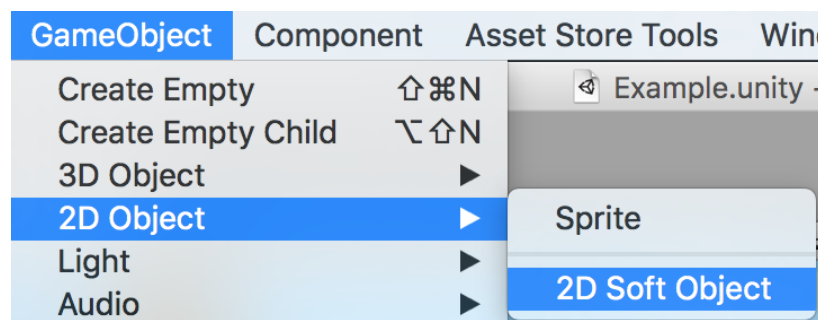 GameObject Component Asset Store Tools
Example.unity -
Create Empty ⇧⌘N
Create Empty Child ⌥⇧N
3D Object ▶
2D Object ▶
Sprite
Light ▶
2D Soft Object
Audio ▶